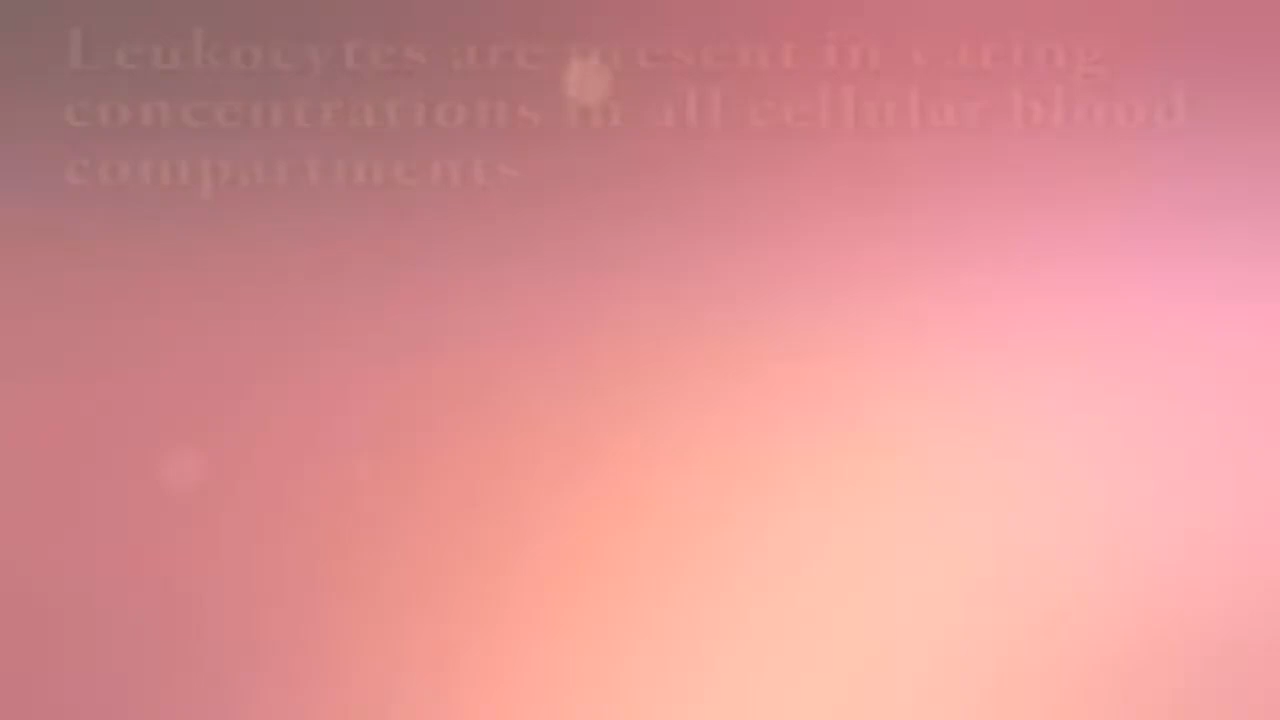 Leukocytes are present in varing
concentrations in all cellular blood
compartments